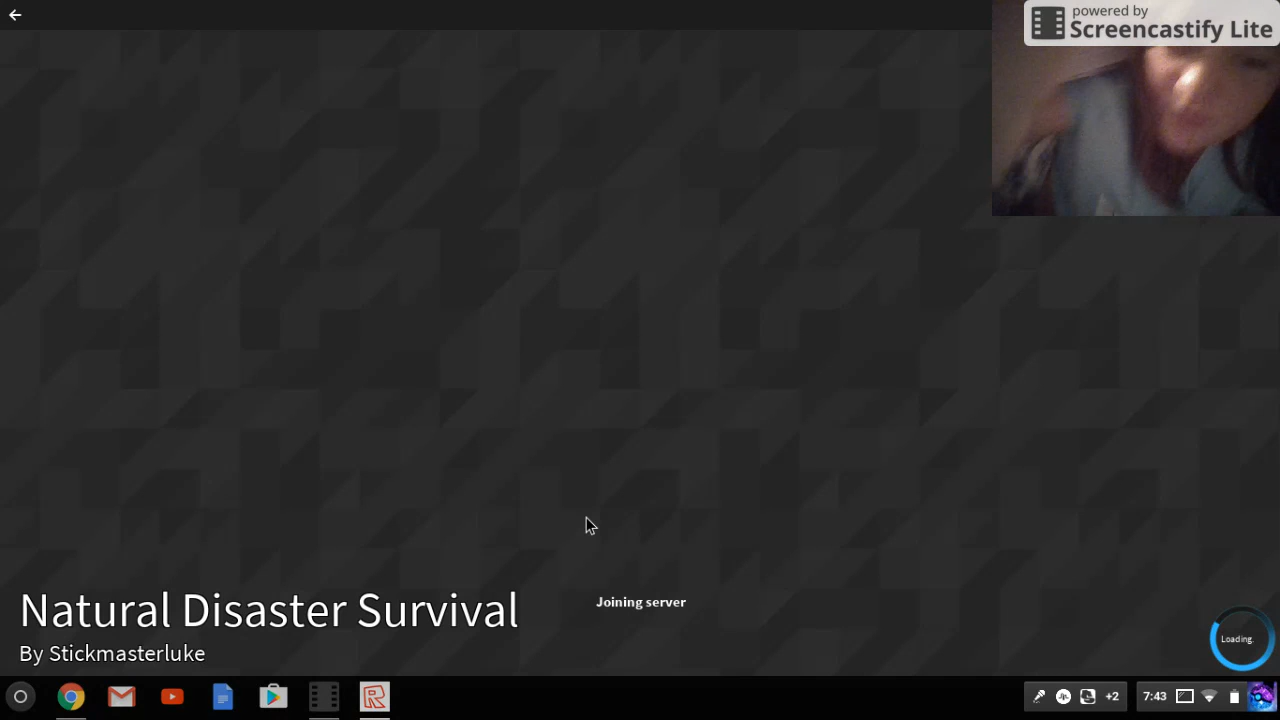 powered by
Screencastify Lite
Joining server
Natural Disaster Survival
By Stickmasterluke
Loading.
+2
7:43